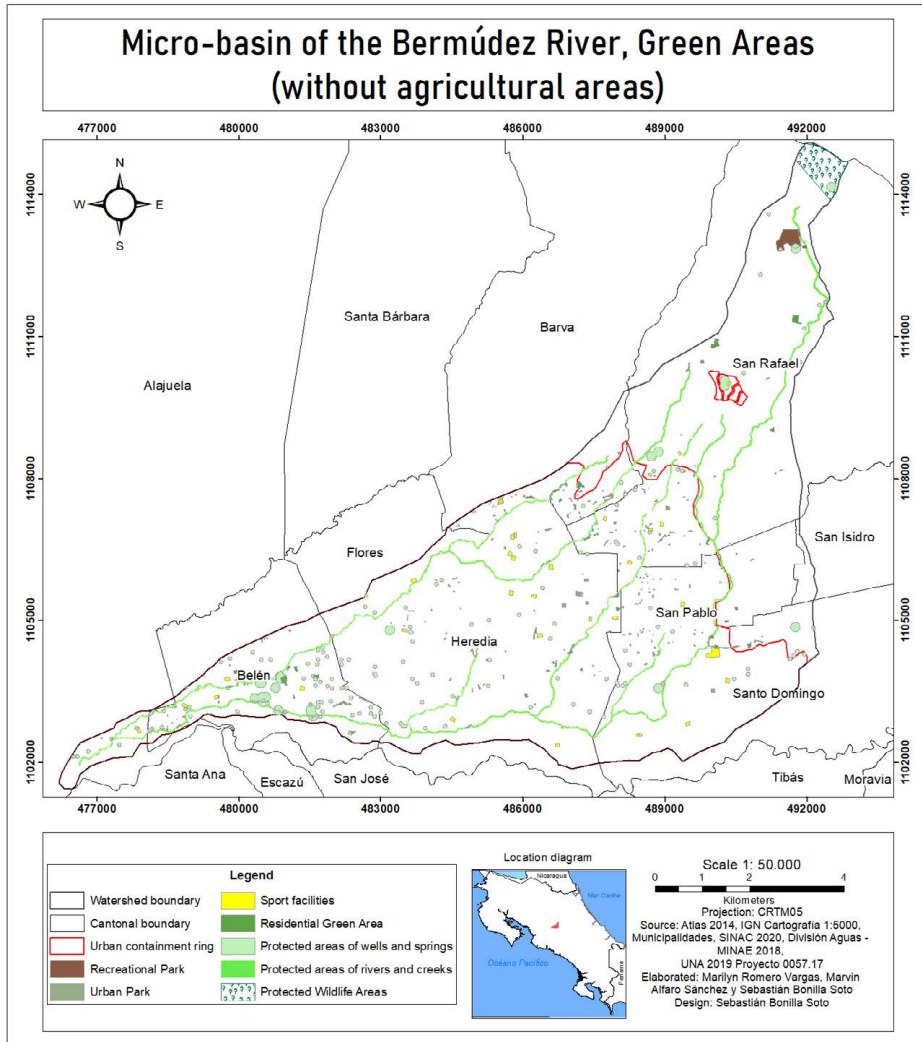 Micro-basin of the Bermúdez River, Green Areas
(without agricultural areas)
477000 480000 483000 486000 489000 492000
N
W E
S
1114000
1111000
1108000
1105000
1102000
1114000
1111000
1108000
1105000
1102000
Santa Bárbara
Barva
Alajuela
San Rafael
San Isidro
Flores
San Pablo
Heredia
Belén
Santo Domingo
Santa Ana
Escazú
San José
Tibás
Moravia
477000 480000 483000 486000 489000 492000
Legend
Watershed boundary
Cantonal boundary
Urban containment ring
Recreational Park
Urban Park
Sport facilities
Residential Green Area
Protected areas of wells and springs
Protected areas of rivers and creeks
Protected Wildlife Areas
Location diagram
Nicaragua
Mar Caribe
Océano Pacífico
Panamá
Scale 1: 50.000
0 1 2 4
Kilometers
Projection: CRTM05
Source: Atlas 2014, IGN Cartografía 1:5000,
Municipalidades, SINAC 2020, División Aguas -
MINAE 2018,
UNA 2019 Proyecto 0057.17
Elaborated: Marilyn Romero Vargas, Marvin
Alfaro Sánchez y Sebastián Bonilla Soto
Design: Sebastián Bonilla Soto